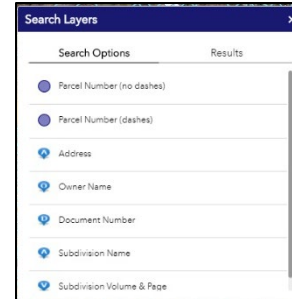 Search Layers
Search Options Results
Parcel Number (no dashes)
Parcel Number (dashes)
Address
Owner Name
Document Number
Subdivision Name
Subdivision Volume & Page